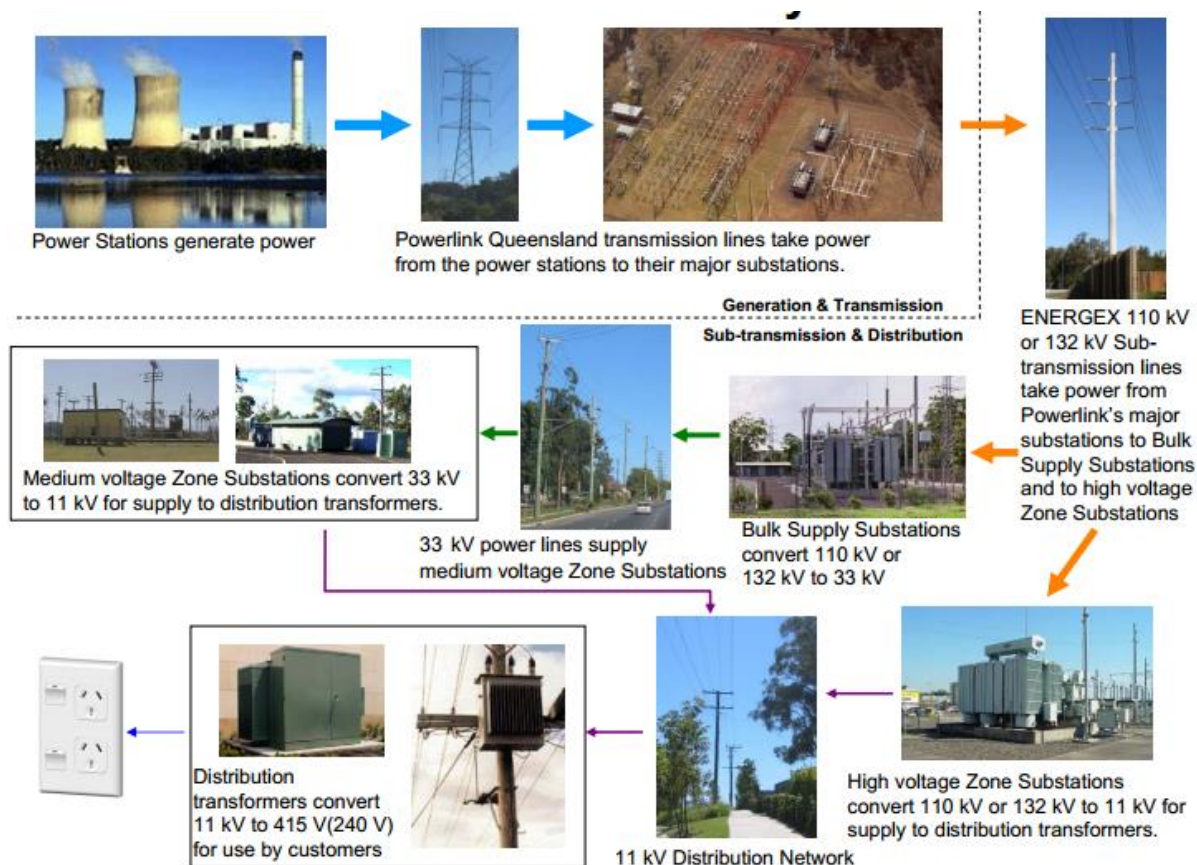 Power Stations generate power
Powerlink Queensland transmission lines take power
from the power stations to their major substations.
Generation & Transmission
Sub-transmission & Distribution
ENERGEX 110 kV
or 132 kV Sub-
transmission lines
take power from
Powerlink's major
substations to Bulk
Supply Substations
and to high voltage
Zone Substations
Medium voltage Zone Substations convert 33 kV
to 11 kV for supply to distribution transformers.
33 kV power lines supply
medium voltage Zone Substations
Bulk Supply Substations
convert 110 kV or
132 kV to 33 kV
Distribution
transformers convert
11 kV to 415 V(240 V)
for use by customers
11 kV Distribution Network
High voltage Zone Substations
convert 110 kV or 132 kV to 11 kV for
supply to distribution transformers.